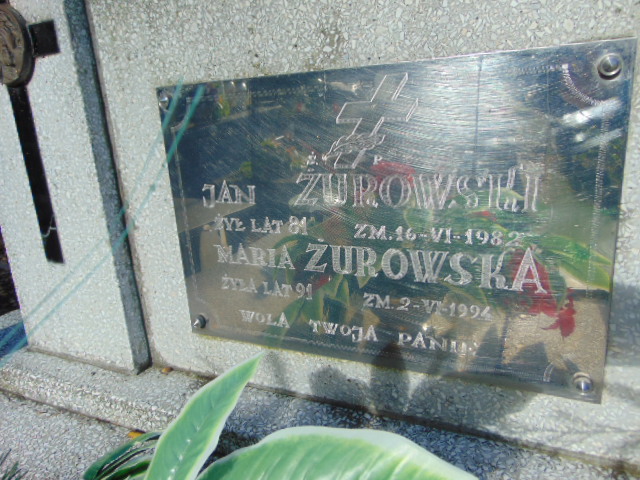 Ś. P.
JAN ŻUROWSKI
ŻYŁ LAT 81 ZM. 16-VI-1982
MARIA ŻUROWSKA
ŻYŁA LAT 91 ZM. 2-VI-1994
WOLA TWOJA PANIE